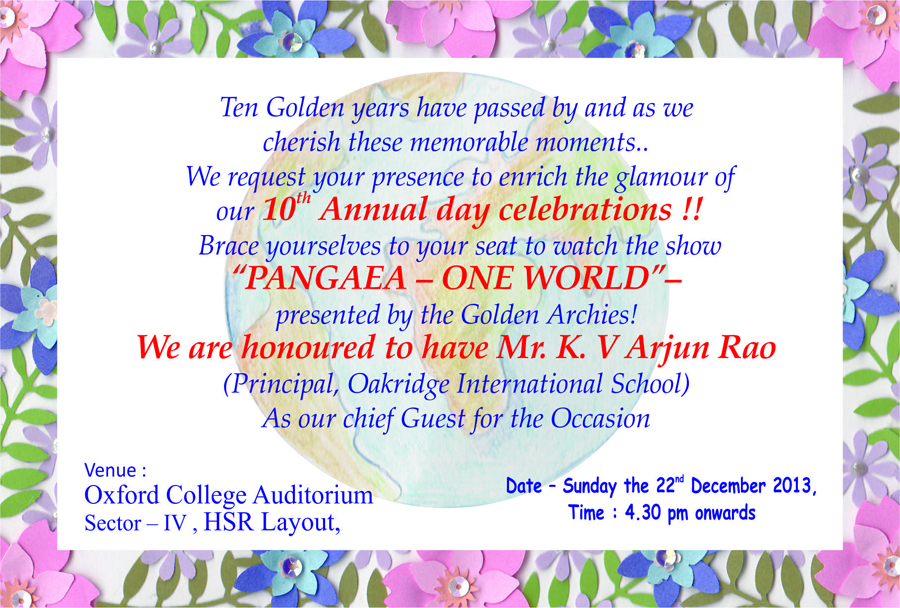 Ten Golden years have passed by and as we
cherish these memorable moments..
We request your presence to enrich the glamour of
our 10th Annual day celebrations !!
Brace yourselves to your seat to watch the show
“PANGAEA – ONE WORLD”–
presented by the Golden Archies!
We are honoured to have Mr. K. V Arjun Rao
(Principal, Oakridge International School)
As our chief Guest for the Occasion
Venue :
Oxford College Auditorium
Sector – IV , HSR Layout,
Date – Sunday the 22nd December 2013,
Time : 4.30 pm onwards